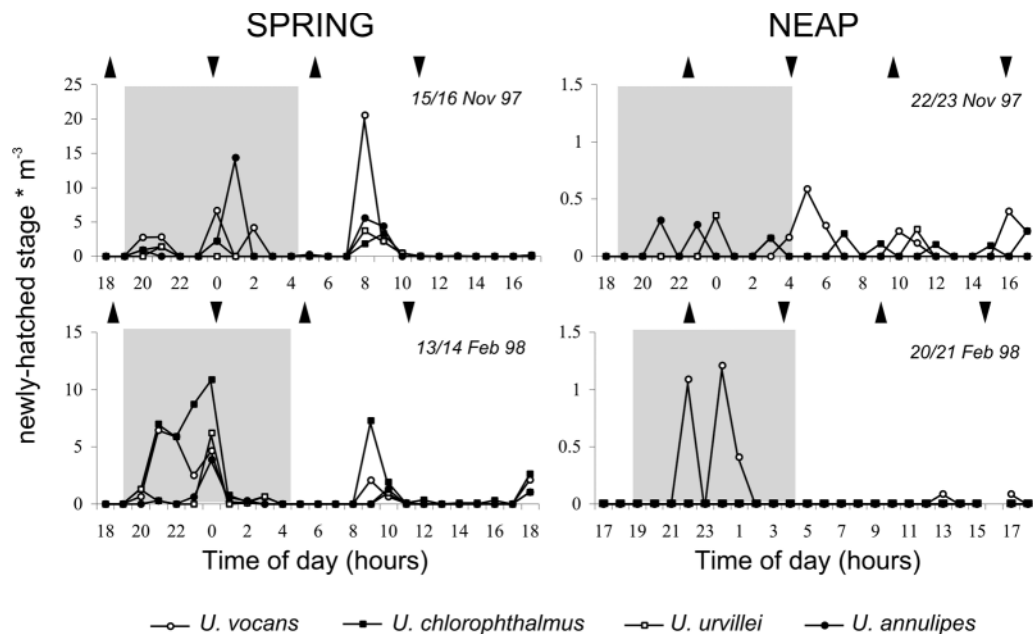 SPRING NEAP
newly-hatched stage * m-3
15/16 Nov 97
25
20
15
10
5
0
18 20 22 0 2 4 6 8 10 12 14 16
22/23 Nov 97
1.5
1
0.5
0
18 20 22 0 2 4 6 8 10 12 14 16
13/14 Feb 98
15
10
5
0
18 20 22 0 2 4 6 8 10 12 14 16 18
Time of day (hours)
20/21 Feb 98
1.5
1
0.5
0
17 19 21 23 1 3 5 7 9 11 13 15 17
Time of day (hours)
U. vocans U. chlorophthalmus U. urvillei U. annulipes